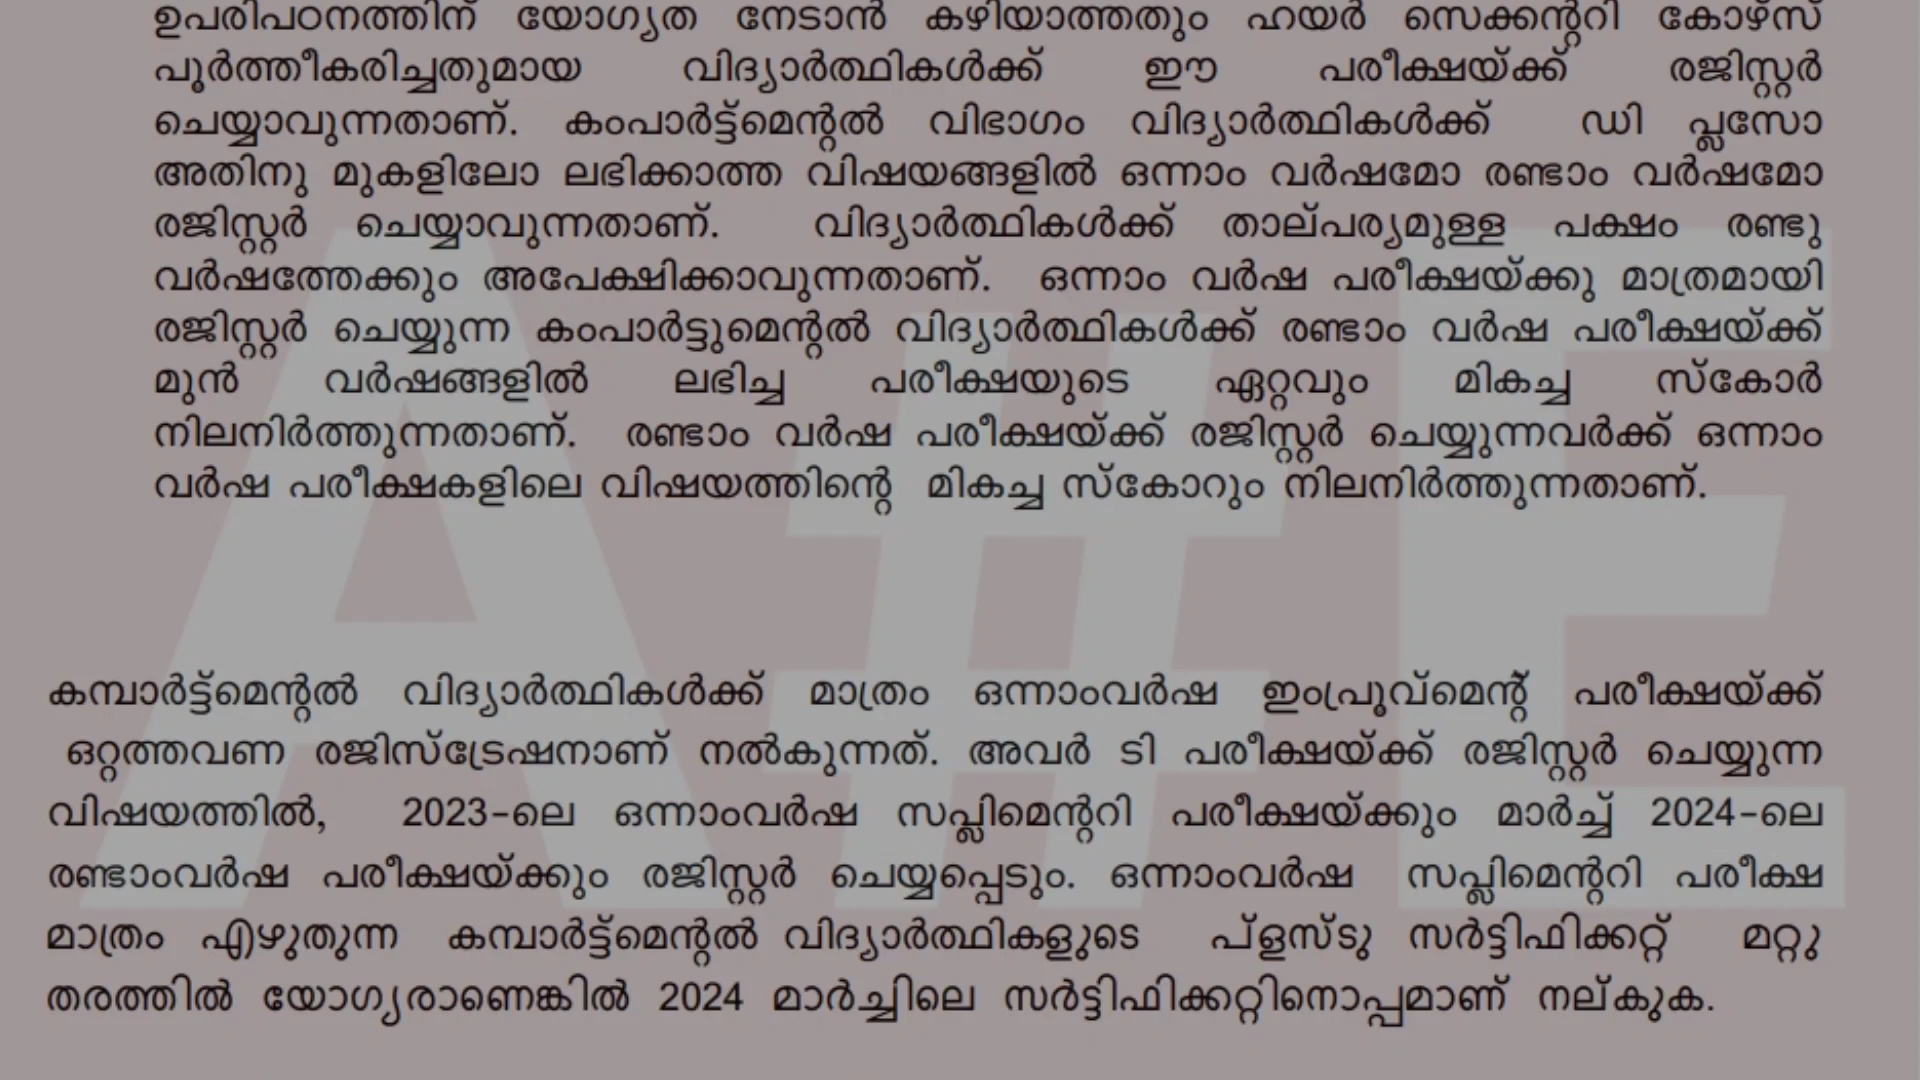 ഉപരിപഠനത്തിന് യോഗ്യത നേടാൻ കഴിയാത്തതും ഹയർ സെക്കന്ററി കോഴ്സ്
പൂർത്തീകരിച്ചതുമായ വിദ്യാർത്ഥികൾക്ക് ഈ പരീക്ഷയ്ക്ക് രജിസ്റ്റർ
ചെയ്യാവുന്നതാണ്. കംപാർട്ട്മെന്റൽ വിഭാഗം വിദ്യാർത്ഥികൾക്ക് ഡി പ്ലസോ
അതിനു മുകളിലോ ലഭിക്കാത്ത വിഷയങ്ങളിൽ ഒന്നാം വർഷമോ രണ്ടാം വർഷമോ
രജിസ്റ്റർ ചെയ്യാവുന്നതാണ്. വിദ്യാർത്ഥികൾക്ക് താല്പര്യമുള്ള പക്ഷം രണ്ടു
വർഷത്തേക്കും അപേക്ഷിക്കാവുന്നതാണ്. ഒന്നാം വർഷ പരീക്ഷയ്ക്കു മാത്രമായി
രജിസ്റ്റർ ചെയ്യുന്ന കംപാർട്ടുമെന്റൽ വിദ്യാർത്ഥികൾക്ക് രണ്ടാം വർഷ പരീക്ഷയ്ക്ക്
മുൻ വർഷങ്ങളിൽ ലഭിച്ച പരീക്ഷയുടെ ഏറ്റവും മികച്ച സ്കോർ
നിലനിർത്തുന്നതാണ്. രണ്ടാം വർഷ പരീക്ഷയ്ക്ക് രജിസ്റ്റർ ചെയ്യുന്നവർക്ക് ഒന്നാം
വർഷ പരീക്ഷകളിലെ വിഷയത്തിന്റെ മികച്ച സ്കോറും നിലനിർത്തുന്നതാണ്.
കമ്പാർട്ട്മെന്റൽ വിദ്യാർത്ഥികൾക്ക് മാത്രം ഒന്നാംവർഷ ഇംപ്രൂവ്മെന്റ് പരീക്ഷയ്ക്ക്
ഒറ്റത്തവണ രജിസ്ട്രേഷനാണ് നൽകുന്നത്. അവർ ടി പരീക്ഷയ്ക്ക് രജിസ്റ്റർ ചെയ്യുന്ന
വിഷയത്തിൽ, 2023-ലെ ഒന്നാംവർഷ സപ്ലിമെന്ററി പരീക്ഷയ്ക്കും മാർച്ച് 2024-ലെ
രണ്ടാംവർഷ പരീക്ഷയ്ക്കും രജിസ്റ്റർ ചെയ്യപ്പെടും. ഒന്നാംവർഷ സപ്ലിമെന്ററി പരീക്ഷ
മാത്രം എഴുതുന്ന കമ്പാർട്ട്മെന്റൽ വിദ്യാർത്ഥികളുടെ പ്ളസ്ടു സർട്ടിഫിക്കറ്റ് മറ്റു
തരത്തിൽ യോഗ്യരാണെങ്കിൽ 2024 മാർച്ചിലെ സർട്ടിഫിക്കറ്റിനൊപ്പമാണ് നല്കുക.
A#E